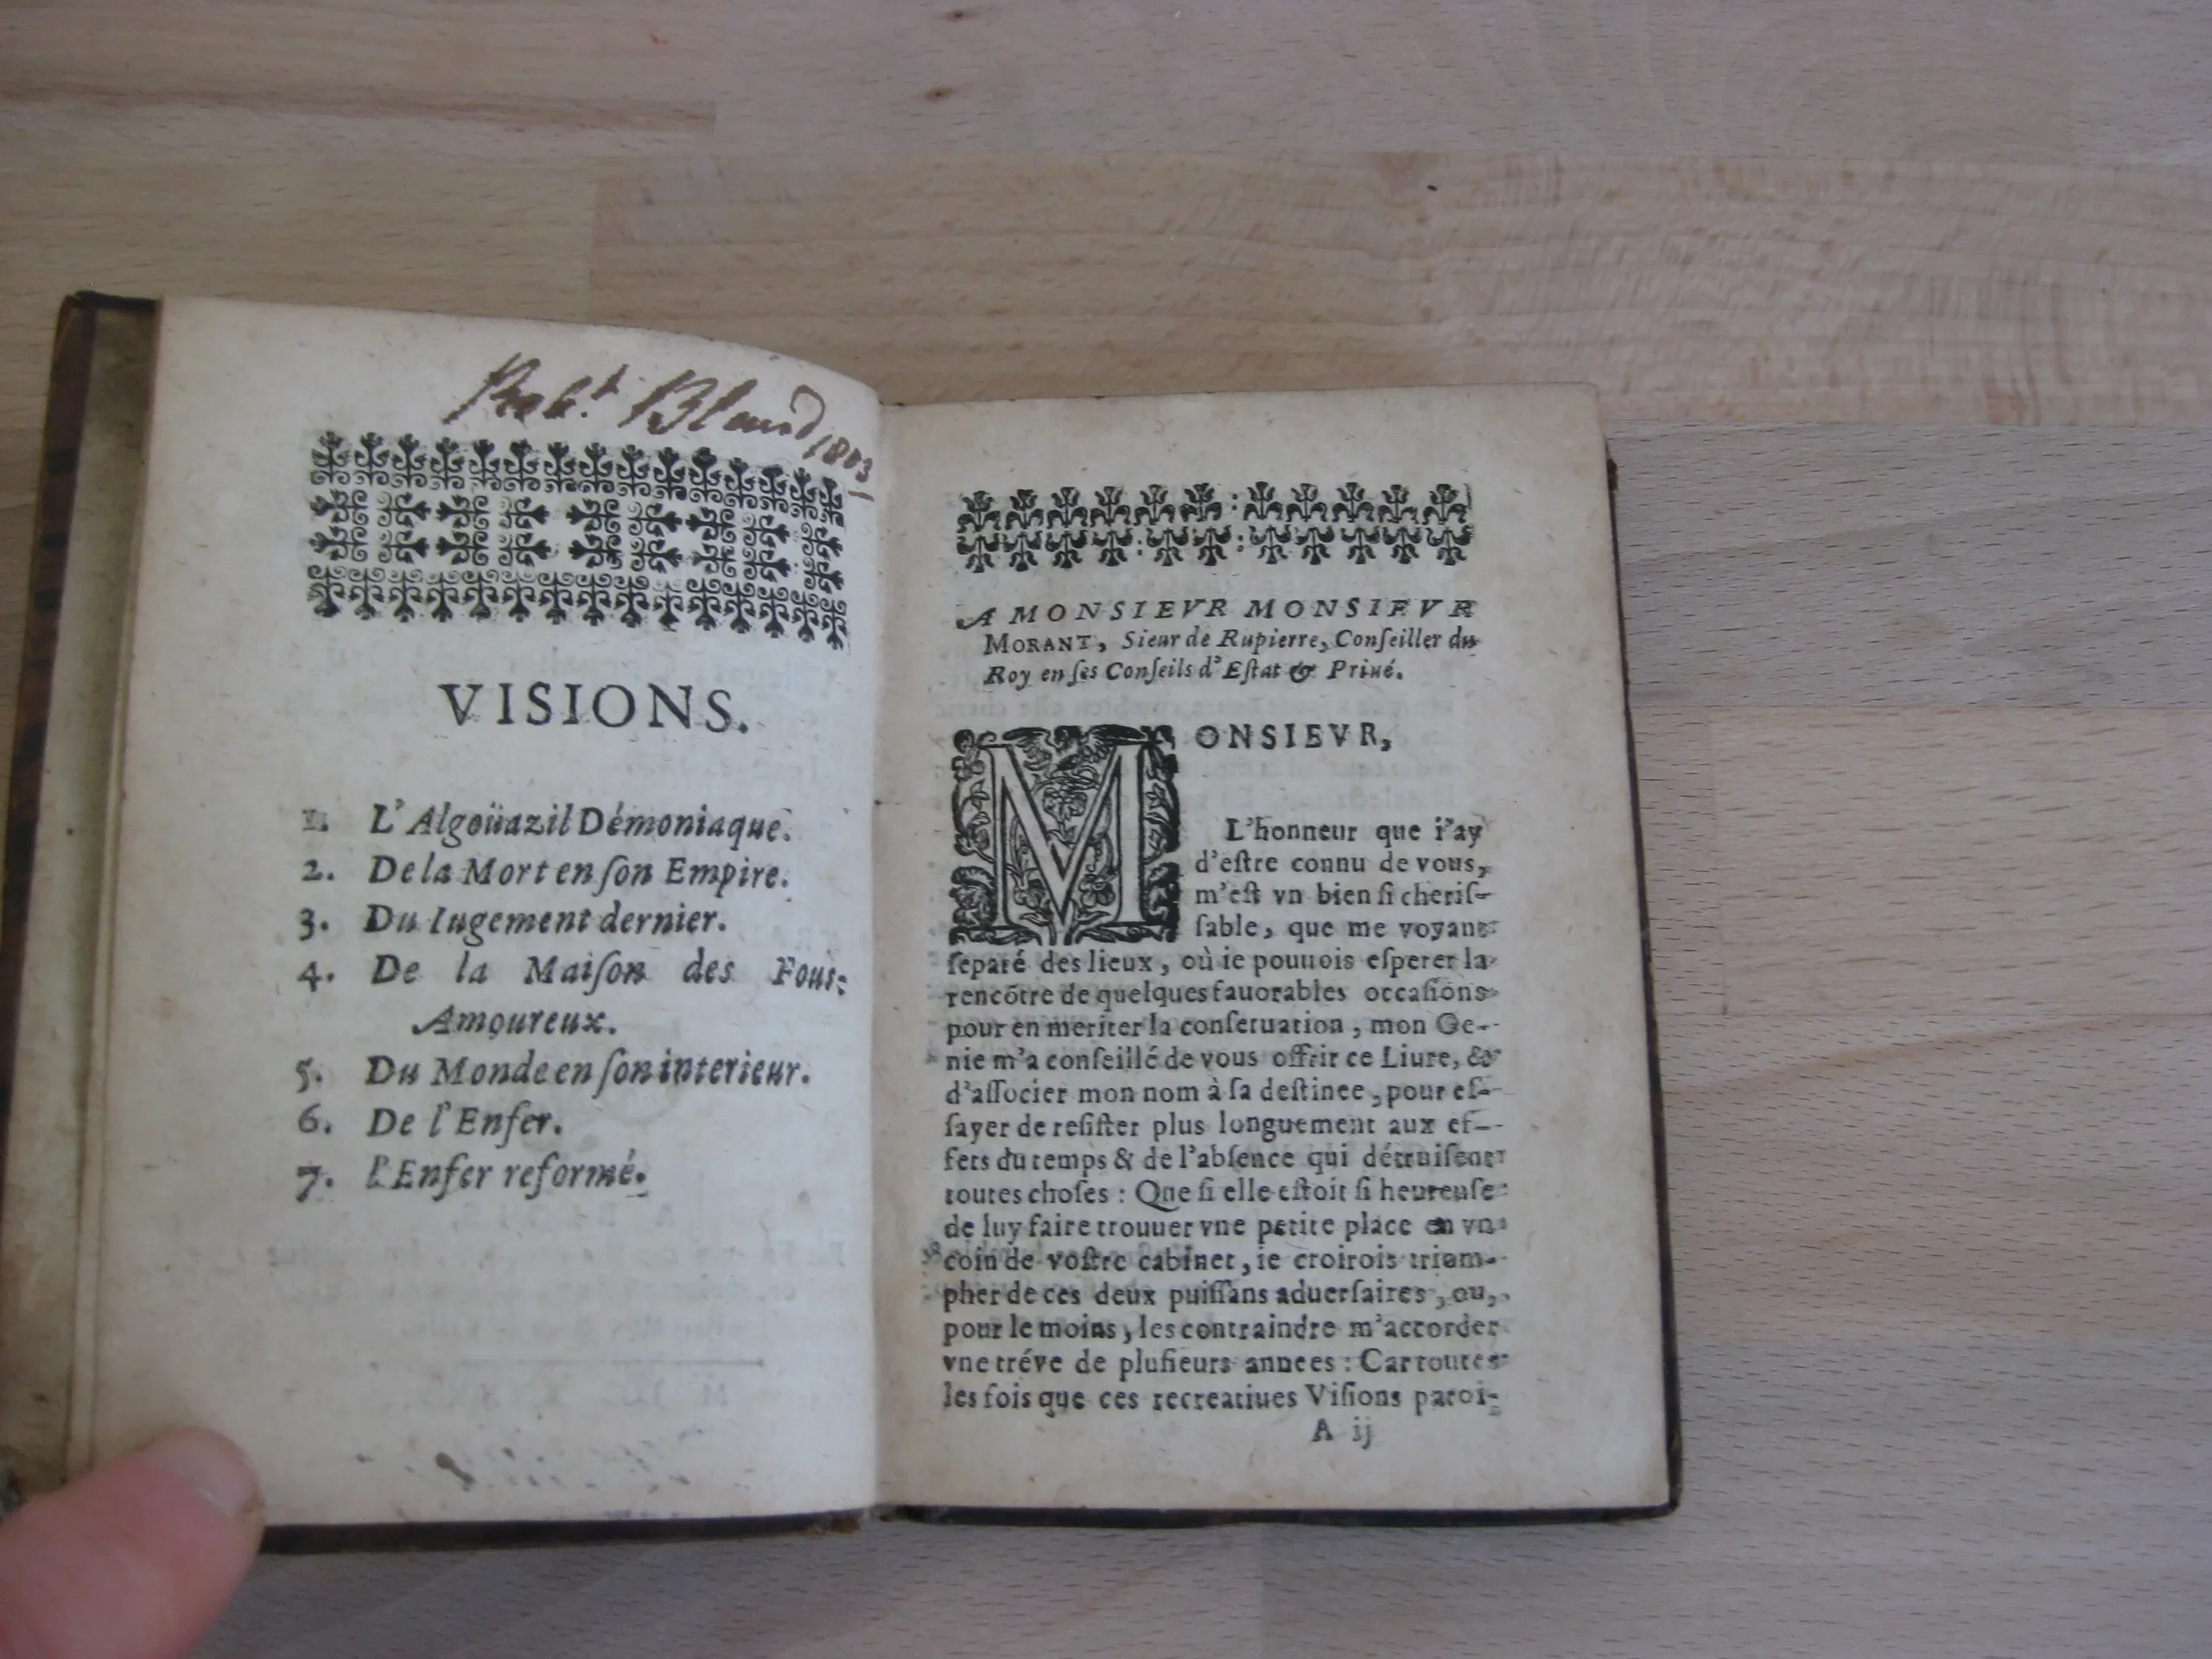 Robt. Bland 1803
VISIONS.
1. L'Algoüazil Démoniaque.
2. De la Mort en ſon Empire.
3. Du Iugement dernier.
4. De la Maiſon des Fous
Amoureux.
5. Du Monde en ſon interieur.
6. De l'Enfer.
7. l'Enfer reformé.
A MONSIEVR MONSIEVR
MORANT, Sieur de Rupierre, Conſeiller du
Roy en ſes Conſeils d'Eſtat & Priué.
MONSIEVR,
L'honneur que i'ay
d'eſtre connu de vous,
m'eſt vn bien ſi cheriſ-
ſable, que me voyant
ſeparé des lieux, où ie pouuois eſperer la
rencõtre de quelques fauorables occaſions
pour en meriter la conſeruation, mon Ge-
nie m'a conſeillé de vous offrir ce Liure, &
d'aſſocier mon nom à ſa deſtinee, pour eſ-
ſayer de reſiſter plus longuement aux ef-
fets du temps & de l'abſence qui détruiſent
toutes choſes : Que ſi elle eſtoit ſi heureuſe
de luy faire trouuer vne petite place en vn
coin de voſtre cabinet, ie croirois triom-
pher de ces deux puiſſans aduerſaires, ou,
pour le moins, les contraindre m'accorder
vne tréve de pluſieurs annees : Car toutes
les fois que ces recreatiues Viſions paroi-
A ij